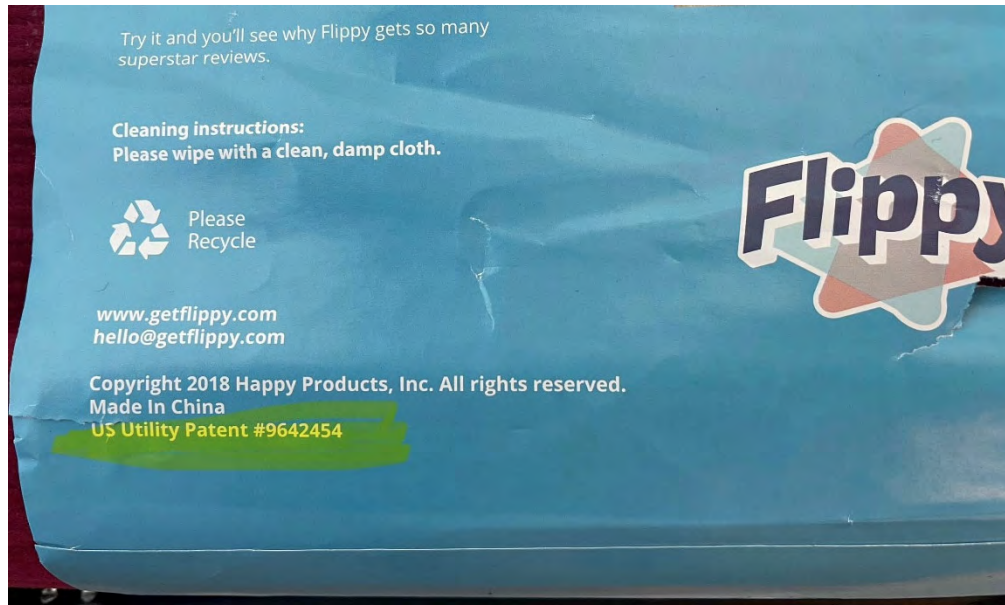 Try it and you'll see why Flippy gets so many
superstar reviews.
Cleaning instructions:
Please wipe with a clean, damp cloth.
Please
Recycle
Flippy
www.getflippy.com
hello@getflippy.com
Copyright 2018 Happy Products, Inc. All rights reserved.
Made In China
US Utility Patent #9642454